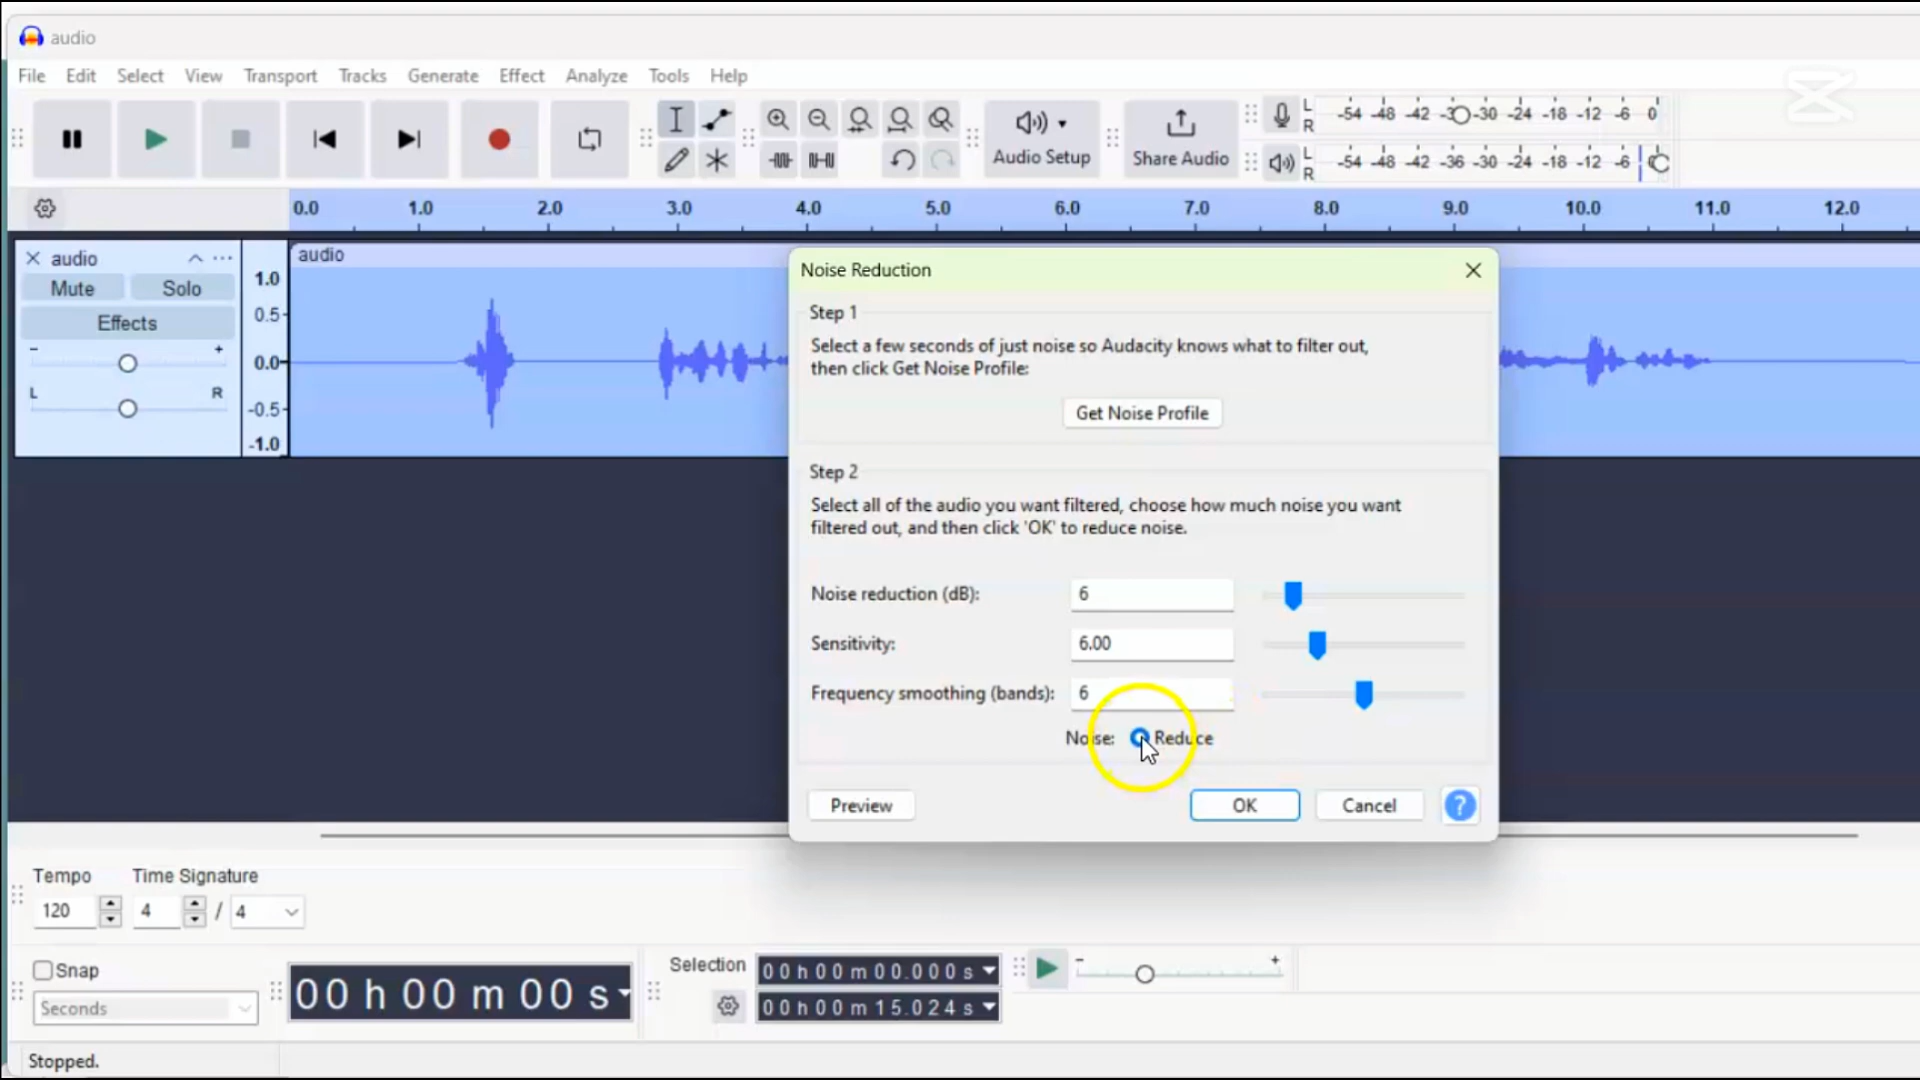 audio
File Edit Select View Transport Tracks Generate Effect Analyze Tools Help
Audio Setup
Share Audio
L
R
-54 -48 -42 -3 -30 -24 -18 -12 -6 0
L
R
-54 -48 -42 -36 -30 -24 -18 -12 -6
0.0 1.0 2.0 3.0 4.0 5.0 6.0 7.0 8.0 9.0 10.0 11.0 12.0
audio
Mute Solo
Effects
- +
L R
1.0
0.5
0.0
-0.5
-1.0
audio
Noise Reduction
Step 1
Select a few seconds of just noise so Audacity knows what to filter out,
then click Get Noise Profile:
Get Noise Profile
Step 2
Select all of the audio you want filtered, choose how much noise you want
filtered out, and then click 'OK' to reduce noise.
Noise reduction (dB): 6
Sensitivity: 6.00
Frequency smoothing (bands): 6
Noise: Reduce
Preview OK Cancel ?
Tempo Time Signature
120 4 / 4
Snap
Seconds
00 h 00 m 00 s
Selection
00 h 00 m 00.000 s
00 h 00 m 15.024 s
- +
Stopped.